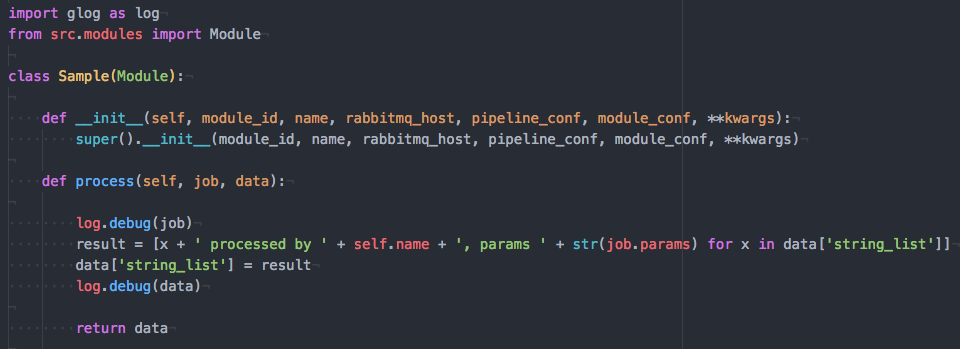 import glog as log
from src.modules import Module

class Sample(Module):

    def __init__(self, module_id, name, rabbitmq_host, pipeline_conf, module_conf, **kwargs):
        super().__init__(module_id, name, rabbitmq_host, pipeline_conf, module_conf, **kwargs)

    def process(self, job, data):

        log.debug(job)
        result = [x + ' processed by ' + self.name + ', params ' + str(job.params) for x in data['string_list']]
        data['string_list'] = result
        log.debug(data)

        return data